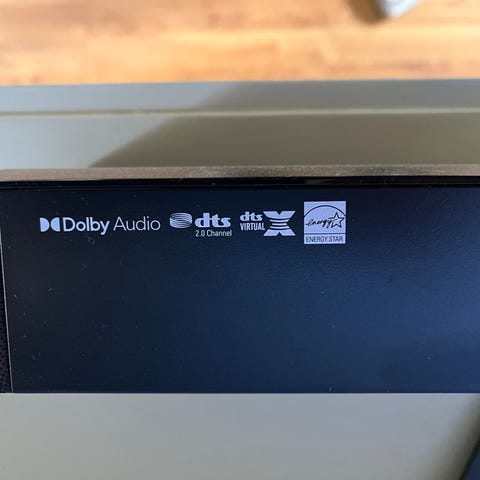 Dolby Audio
dts
2.0 Channel
dts
VIRTUAL X
energy
ENERGY STAR